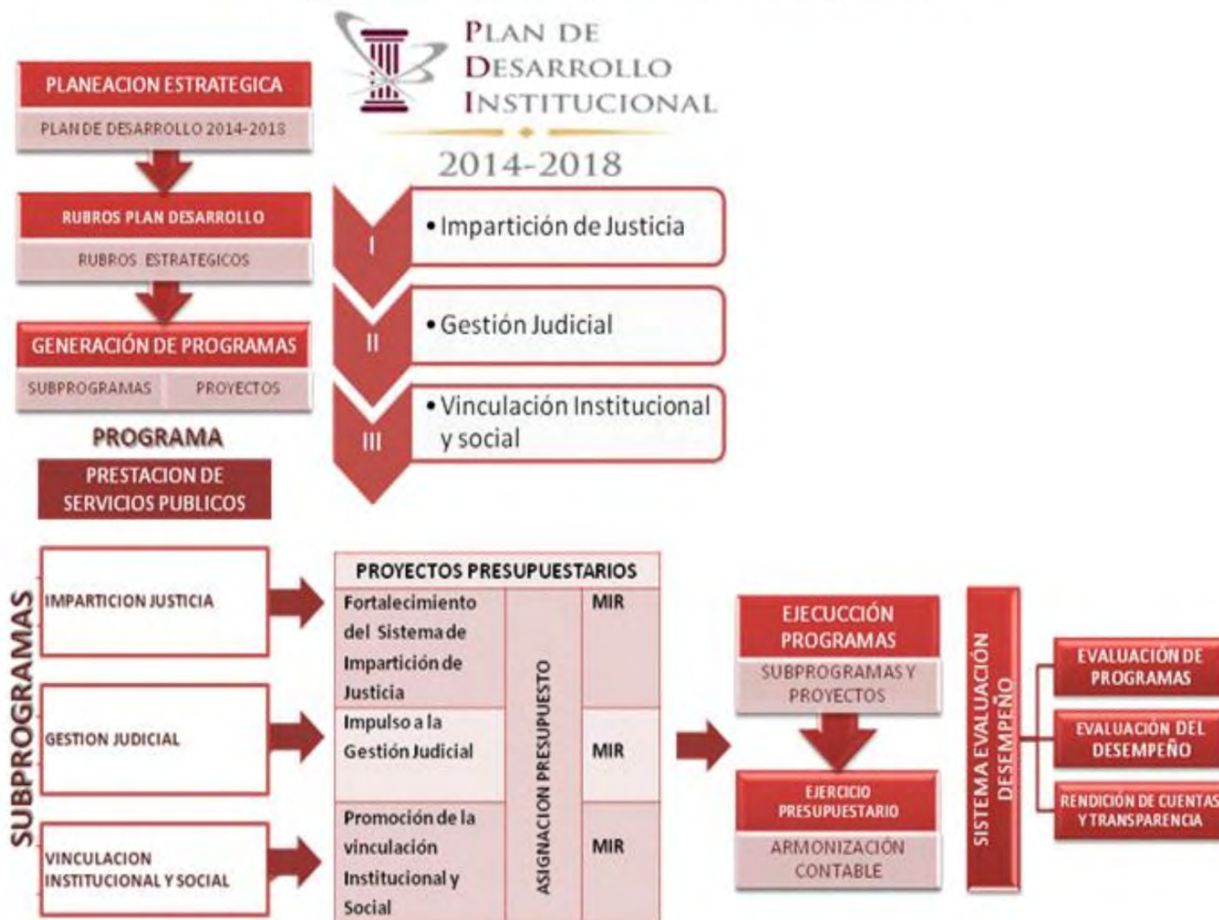 PLAN DE
DESARROLLO
INSTITUCIONAL
2014-2018
PLANEACION ESTRATEGICA
PLAN DE DESARROLLO 2014-2018
RUBROS PLAN DESARROLLO
RUBROS ESTRATEGICOS
GENERACIÓN DE PROGRAMAS
SUBPROGRAMAS PROYECTOS
I
• Impartición de Justicia
II
• Gestión Judicial
III
• Vinculación Institucional
y social
PROGRAMA
PRESTACION DE
SERVICIOS PUBLICOS
SUBPROGRAMAS
IMPARTICION JUSTICIA
GESTION JUDICIAL
VINCULACION
INSTITUCIONAL Y SOCIAL
PROYECTOS PRESUPUESTARIOS
Fortalecimiento
del Sistema de
Impartición de
Justicia
Impulso a la
Gestión Judicial
Promoción de la
vinculación
Institucional y
Social
ASIGNACION PRESUPUESTO
MIR
MIR
MIR
EJECUCCIÓN
PROGRAMAS
SUBPROGRAMAS Y
PROYECTOS
EJERCICIO
PRESUPUESTARIO
ARMONIZACIÓN
CONTABLE
SISTEMA EVALUACIÓN
DESEMPEÑO
EVALUACIÓN DE
PROGRAMAS
EVALUACIÓN DEL
DESEMPEÑO
RENDICIÓN DE CUENTAS
Y TRANSPARENCIA